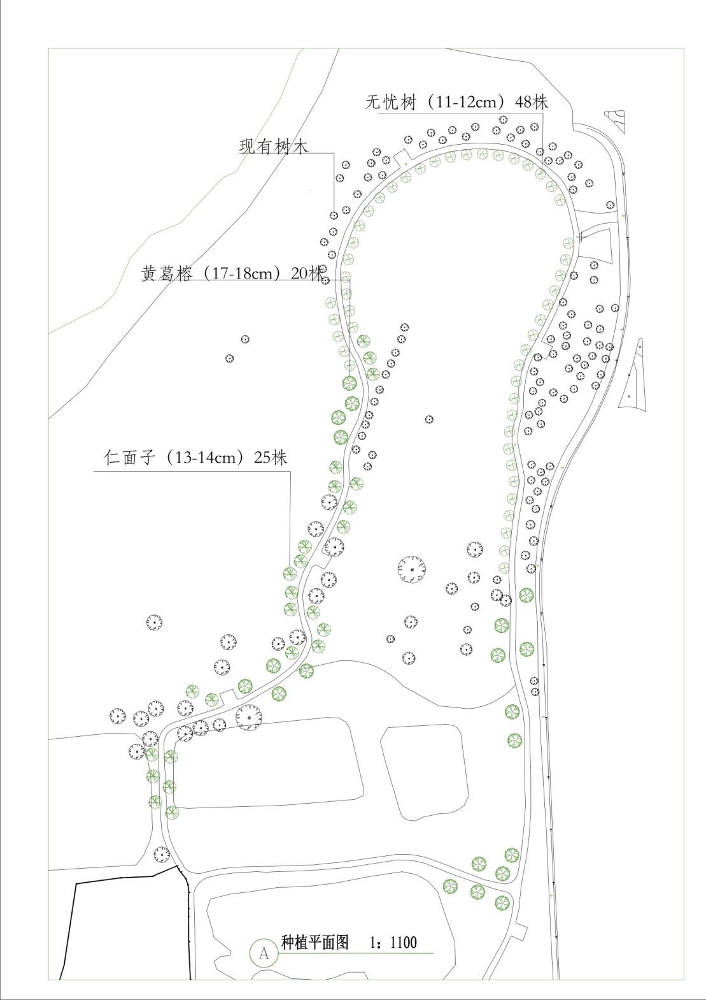 无忧树（11-12cm）48株
现有树木
黄葛榕（17-18cm）20株
仁面子（13-14cm）25株
A 种植平面图 1：1100